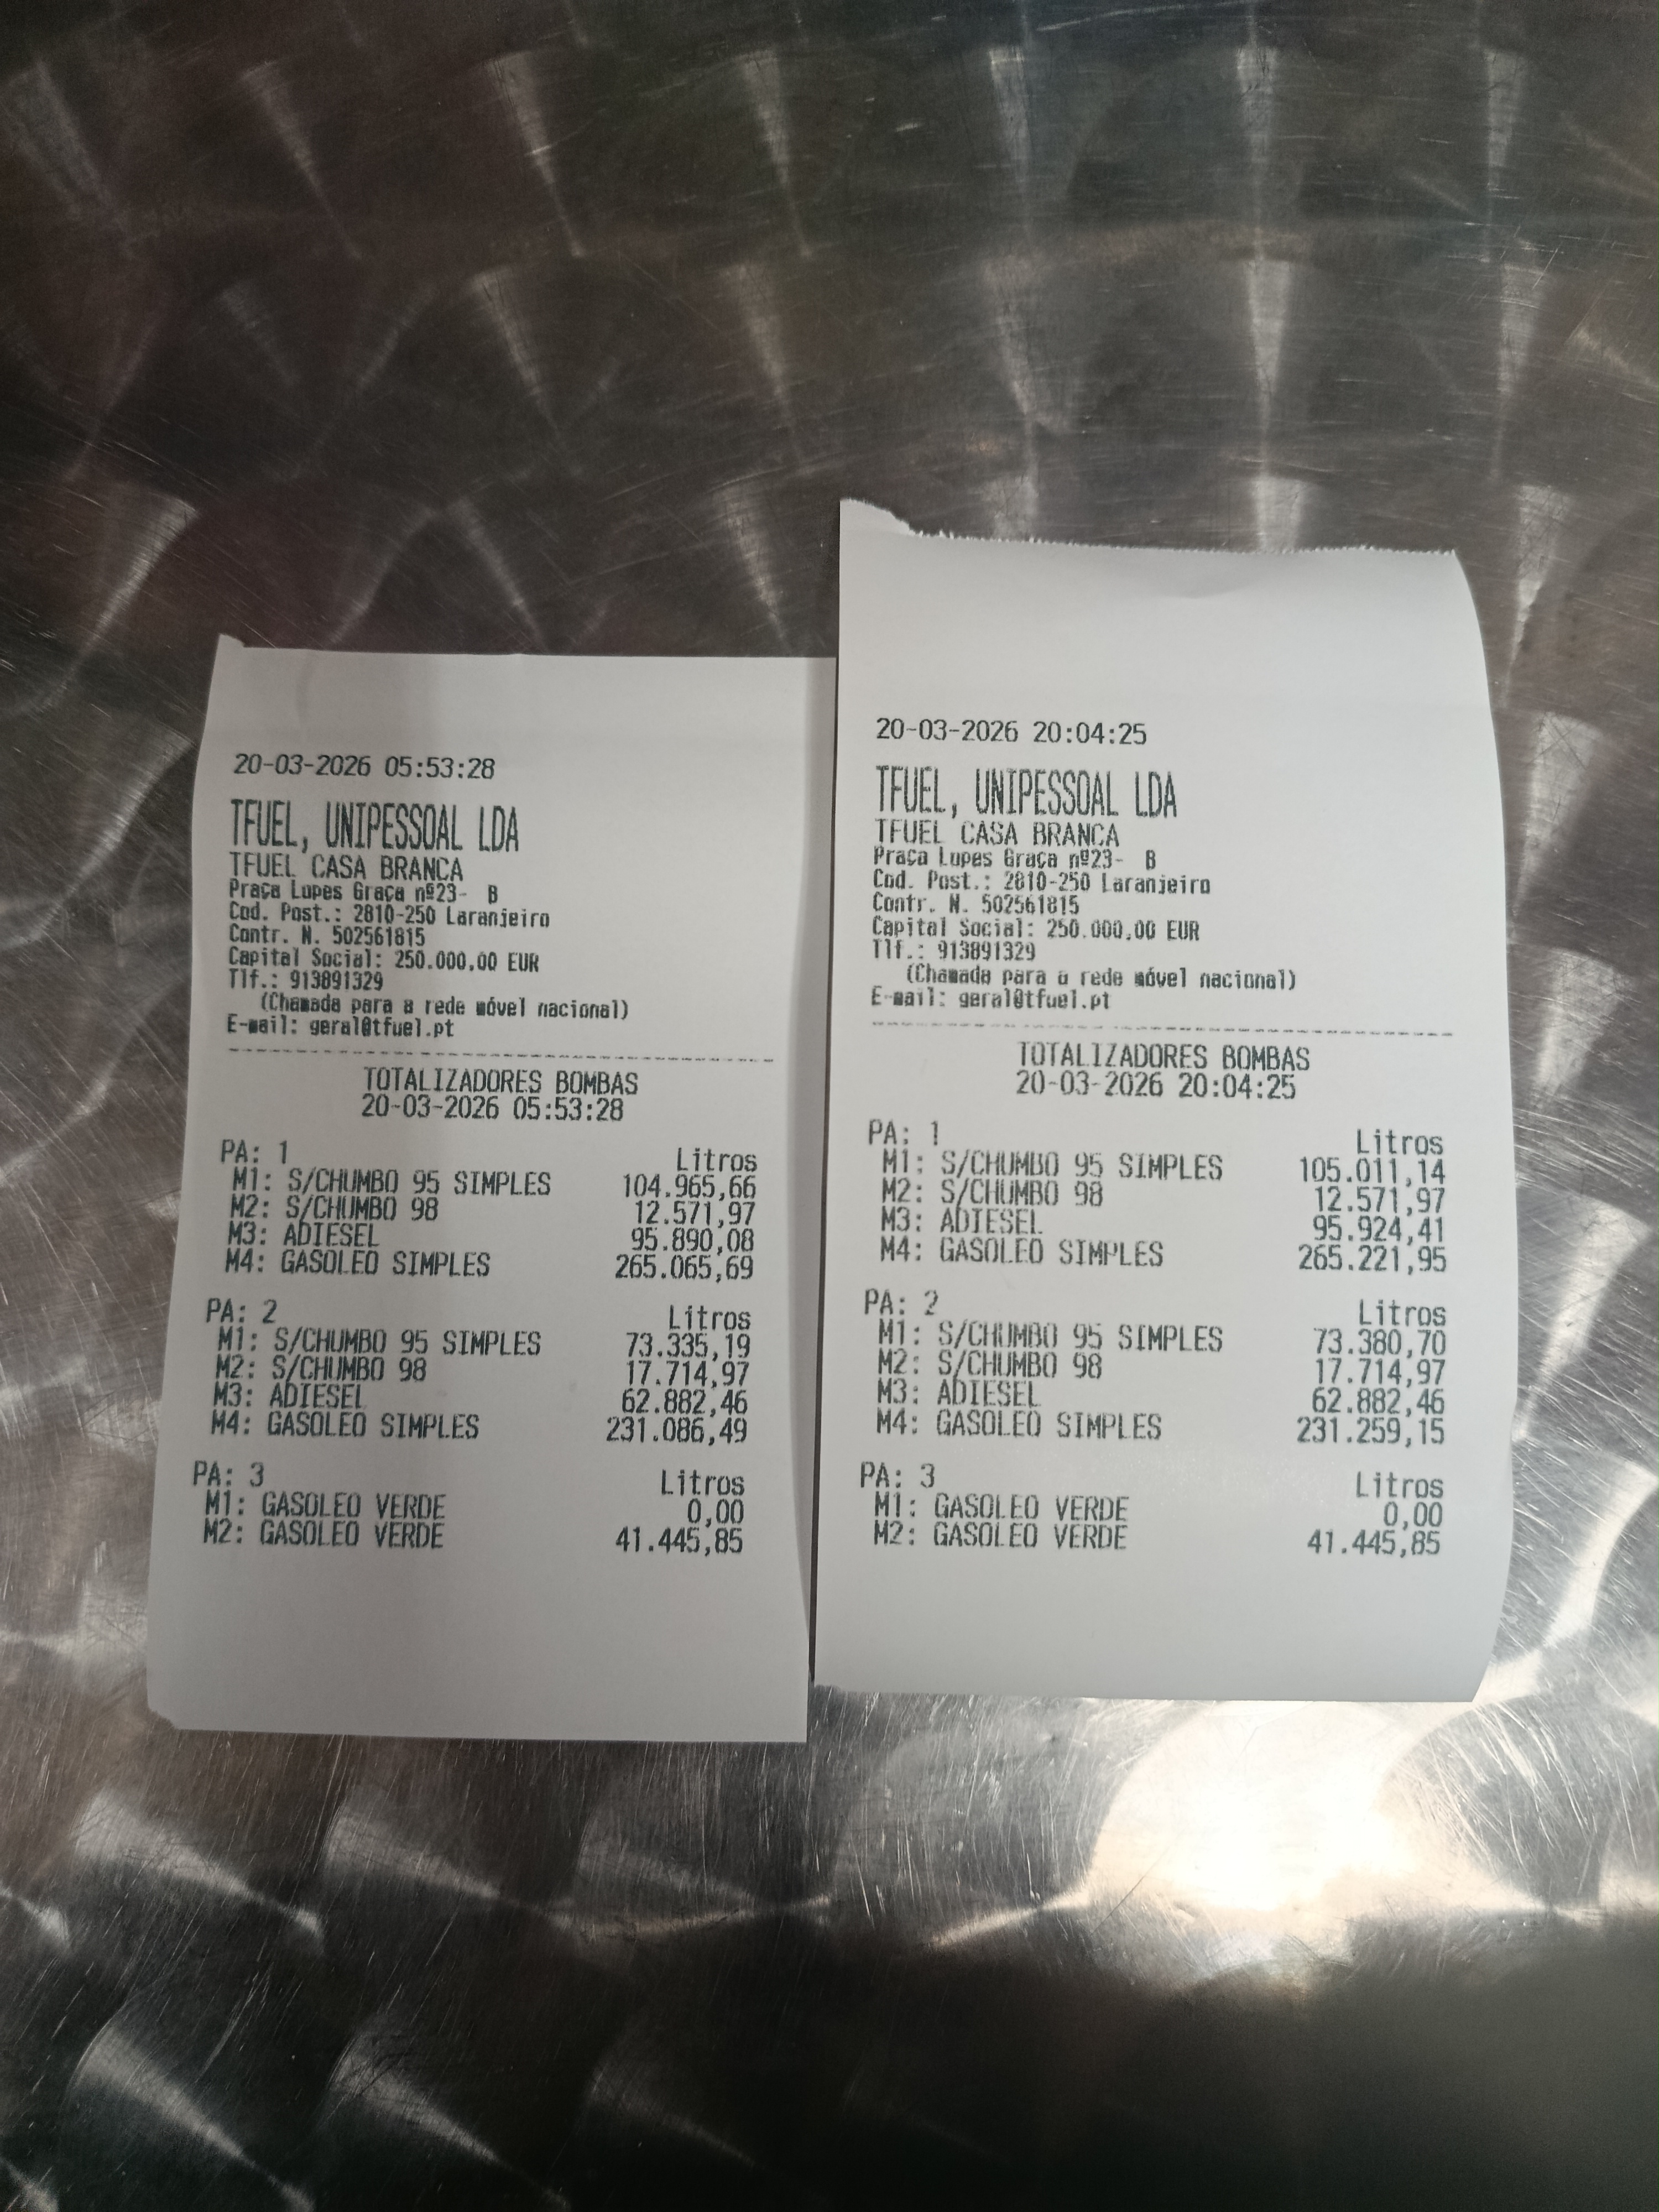 20-03-2026 05:53:28
TFUEL, UNIPESSOAL LDA
TFUEL CASA BRANCA
Praça Lopes Graça nº23- B
Cod. Post.: 2810-250 Laranjeiro
Contr. N. 502561815
Capital Social: 250.000,00 EUR
Tlf.: 913891329
(Chamada para a rede móvel nacional)
E-mail: geral@tfuel.pt
TOTALIZADORES BOMBAS
20-03-2026 05:53:28
PA: 1 Litros
M1: S/CHUMBO 95 SIMPLES 104.965,66
M2: S/CHUMBO 98 12.571,97
M3: ADIESEL 95.890,08
M4: GASOLEO SIMPLES 265.065,69
PA: 2 Litros
M1: S/CHUMBO 95 SIMPLES 73.335,19
M2: S/CHUMBO 98 17.714,97
M3: ADIESEL 62.882,46
M4: GASOLEO SIMPLES 231.086,49
PA: 3 Litros
M1: GASOLEO VERDE 0,00
M2: GASOLEO VERDE 41.445,85
20-03-2026 20:04:25
TFUEL, UNIPESSOAL LDA
TFUEL CASA BRANCA
Praça Lopes Graça nº23- B
Cod. Post.: 2810-250 Laranjeiro
Contr. N. 502561815
Capital Social: 250.000,00 EUR
Tlf.: 913891329
(Chamada para a rede móvel nacional)
E-mail: geral@tfuel.pt
TOTALIZADORES BOMBAS
20-03-2026 20:04:25
PA: 1 Litros
M1: S/CHUMBO 95 SIMPLES 105.011,14
M2: S/CHUMBO 98 12.571,97
M3: ADIESEL 95.924,41
M4: GASOLEO SIMPLES 265.221,95
PA: 2 Litros
M1: S/CHUMBO 95 SIMPLES 73.380,70
M2: S/CHUMBO 98 17.714,97
M3: ADIESEL 62.882,46
M4: GASOLEO SIMPLES 231.259,15
PA: 3 Litros
M1: GASOLEO VERDE 0,00
M2: GASOLEO VERDE 41.445,85